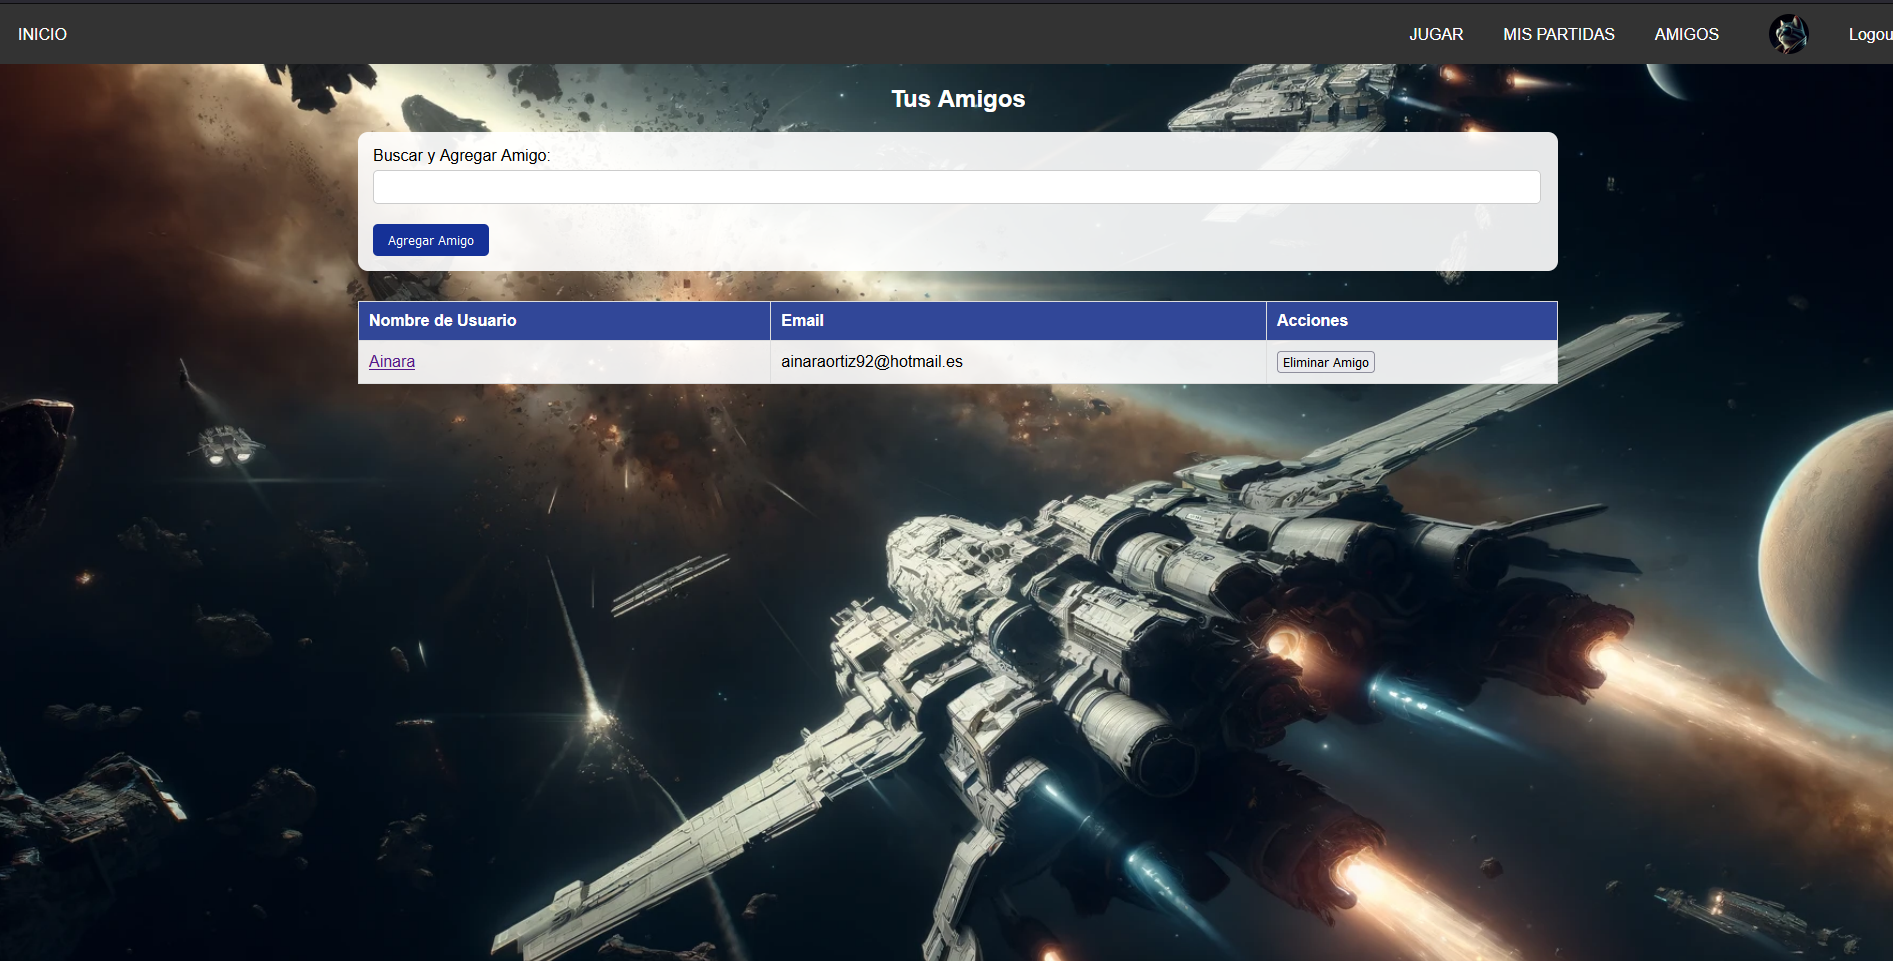 INICIO JUGAR MIS PARTIDAS AMIGOS Logou
Tus Amigos
Buscar y Agregar Amigo:
Agregar Amigo
Nombre de Usuario Email Acciones
Ainara ainaraortiz92@hotmail.es Eliminar Amigo